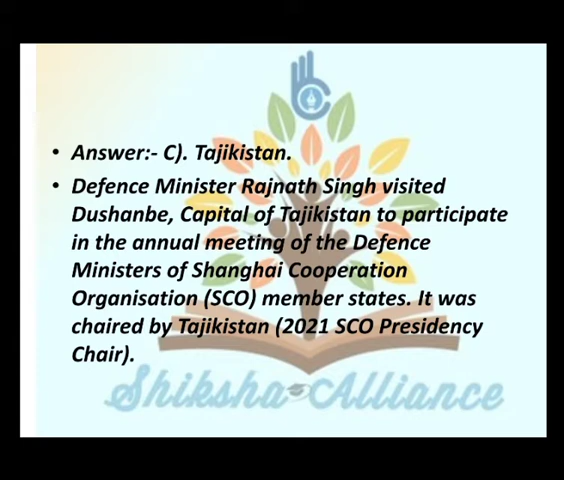 • Answer:- C). Tajikistan.
• Defence Minister Rajnath Singh visited
Dushanbe, Capital of Tajikistan to participate
in the annual meeting of the Defence
Ministers of Shanghai Cooperation
Organisation (SCO) member states. It was
chaired by Tajikistan (2021 SCO Presidency
Chair).
Shiksha Alliance